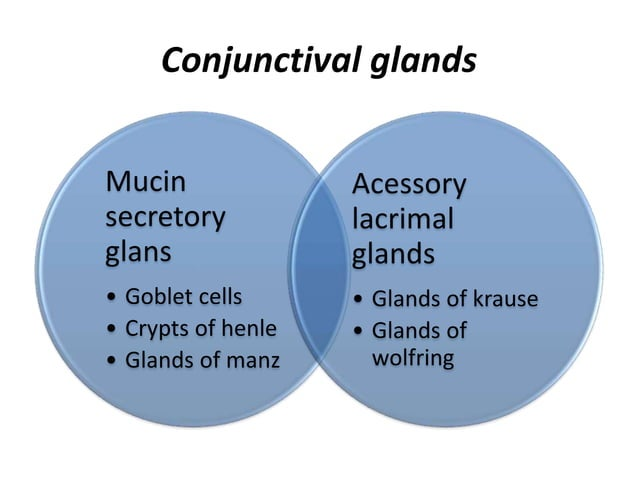 Conjunctival glands
Mucin
secretory
glans
• Goblet cells
• Crypts of henle
• Glands of manz
Acessory
lacrimal
glands
• Glands of krause
• Glands of
wolfring